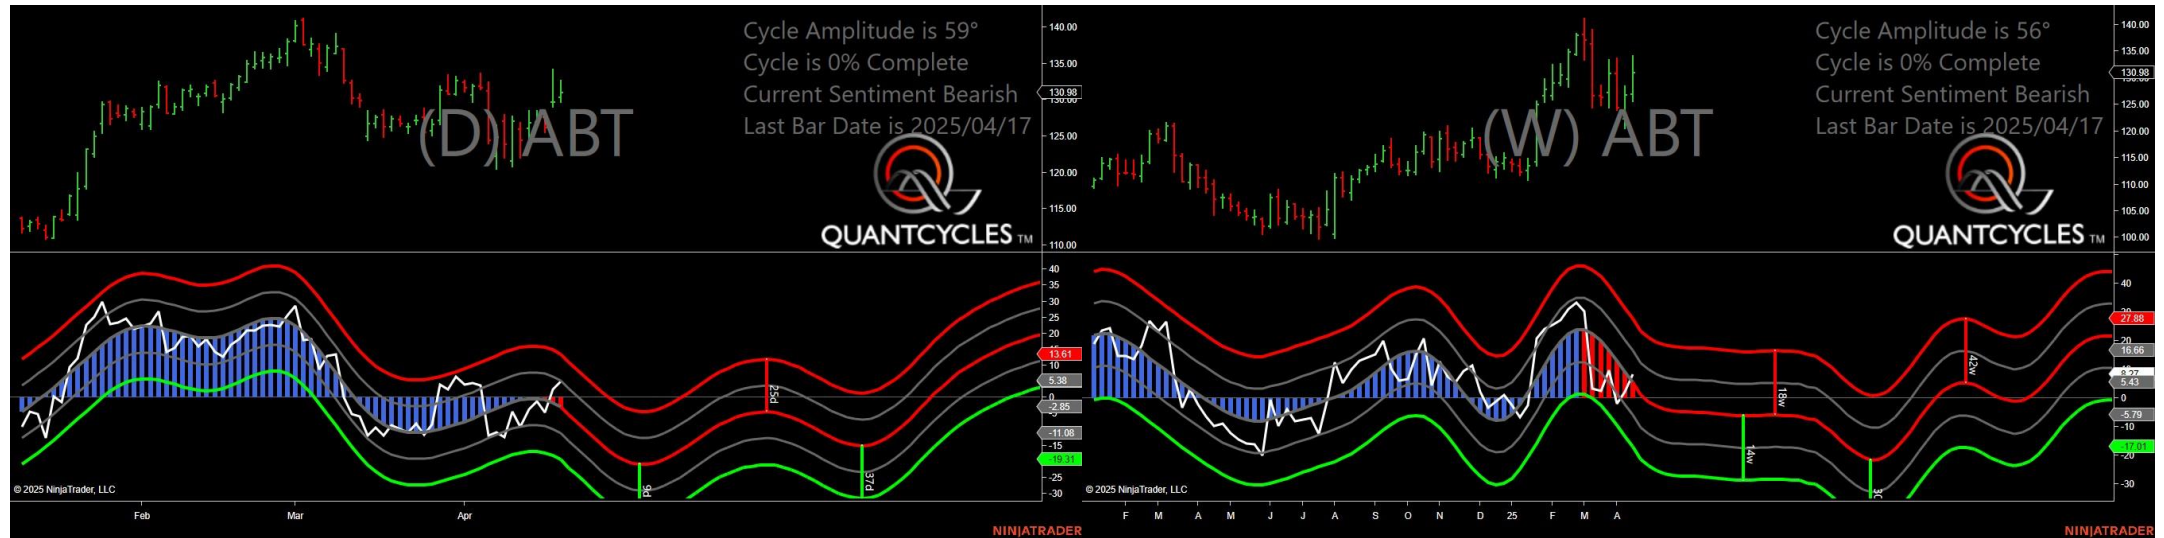 Cycle Amplitude is 59°
Cycle is 0% Complete
Current Sentiment Bearish
Last Bar Date is 2025/04/17
(D) ABT
QUANTCYCLES TM
140.00
135.00
130.98
130.00
125.00
120.00
115.00
110.00
40
35
30
25
20
15
13.61
5.38
0
-2.85
-11.08
-15
-19.31
-25
-30
25d
9d
37d
© 2025 NinjaTrader, LLC
Feb
Mar
Apr
NINJATRADER
Cycle Amplitude is 56°
Cycle is 0% Complete
Current Sentiment Bearish
Last Bar Date is 2025/04/17
(W) ABT
QUANTCYCLES TM
140.00
135.00
130.98
125.00
120.00
115.00
110.00
105.00
100.00
40
27.88
20
16.66
8.27
5.43
0
-5.79
-10
-17.01
-20
-30
18w
14w
42w
© 2025 NinjaTrader, LLC
F
M
A
M
J
J
A
S
O
N
D
25
F
M
A
NINJATRADER